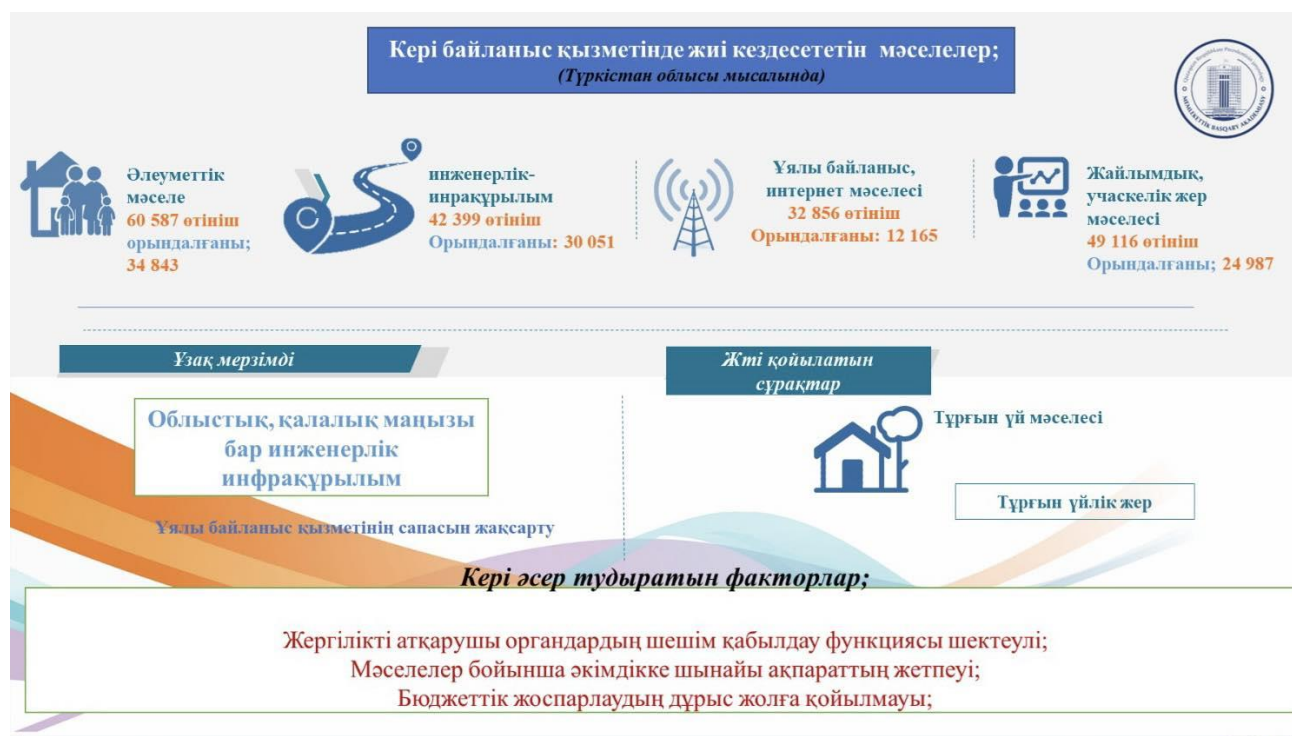 Кері байланыс қызметінде жиі кездесететін мәселелер;
(Түркістан облысы мысалында)
Әлеуметтік
мәселе
60 587 өтініш
орындалғаны;
34 843
инженерлік-
инрақұрылым
42 399 өтініш
Орындалғаны: 30 051
Ұялы байланыс,
интернет мәселесі
32 856 өтініш
Орындалғаны: 12 165
Жайлымдық,
учаскелік жер
мәселесі
49 116 өтініш
Орындалғаны; 24 987
Ұзақ мерзімді
Жті қойылатын
сұрақтар
Облыстық, қалалық маңызы
бар инженерлік
инфрақұрылым
Ұялы байланыс қызметінің сапасын жақсарту
Тұрғын үй мәселесі
Тұрғын үйлік жер
Кері әсер тудыратын факторлар;
Жергілікті атқарушы органдардың шешім қабылдау функциясы шектеулі;
Мәселелер бойынша әкімдікке шынайы ақпараттың жетпеуі;
Бюджеттік жоспарлаудың дұрыс жолға қойылмауы;